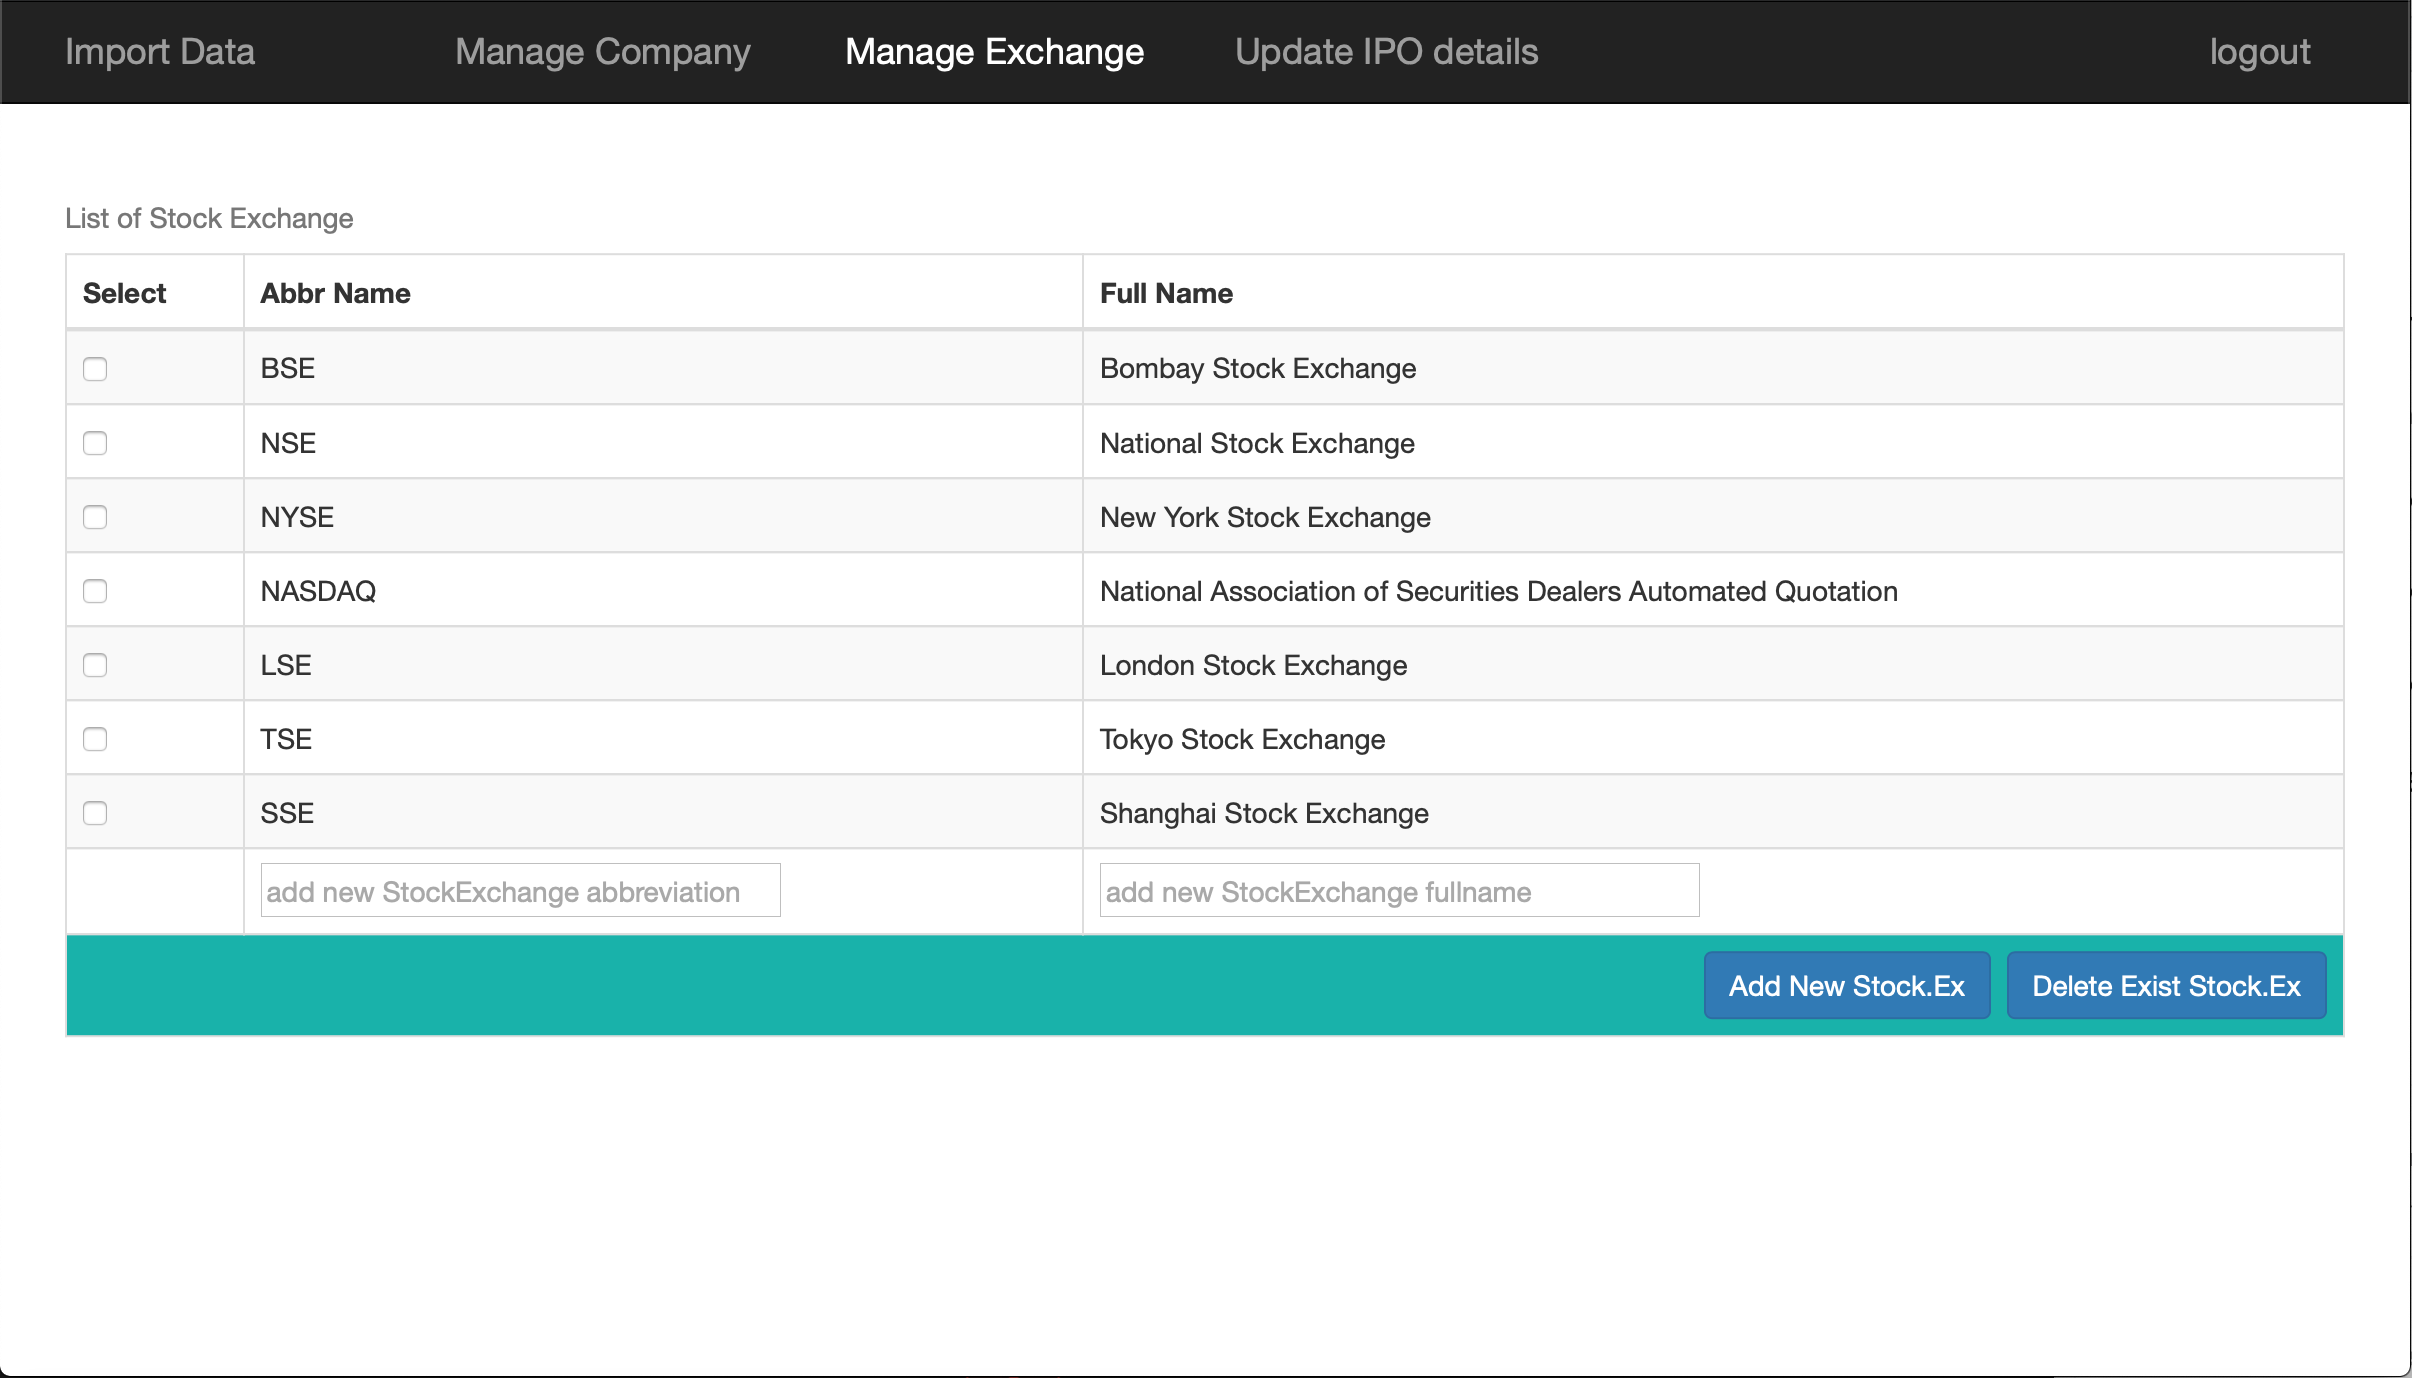 Import Data Manage Company Manage Exchange Update IPO details logout
List of Stock Exchange
Select Abbr Name Full Name
BSE Bombay Stock Exchange
NSE National Stock Exchange
NYSE New York Stock Exchange
NASDAQ National Association of Securities Dealers Automated Quotation
LSE London Stock Exchange
TSE Tokyo Stock Exchange
SSE Shanghai Stock Exchange
add new StockExchange abbreviation add new StockExchange fullname
Add New Stock.Ex Delete Exist Stock.Ex